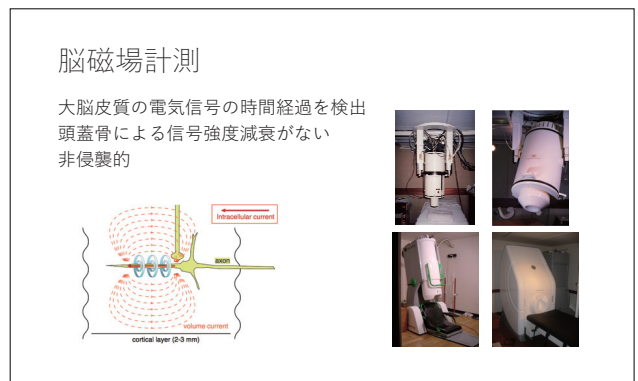 脳磁場計測
大脳皮質の電気信号の時間経過を検出
頭蓋骨による信号強度減衰がない
非侵襲的
Intracellular current
axon
volume current
cortical layer (2-3 mm)